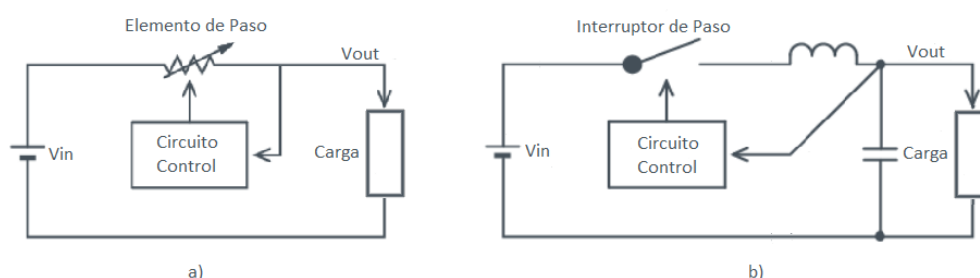 Elemento de Paso
Vout
Vin
Circuito
Control
Carga
a)
Interruptor de Paso
Vout
Vin
Circuito
Control
Carga
b)